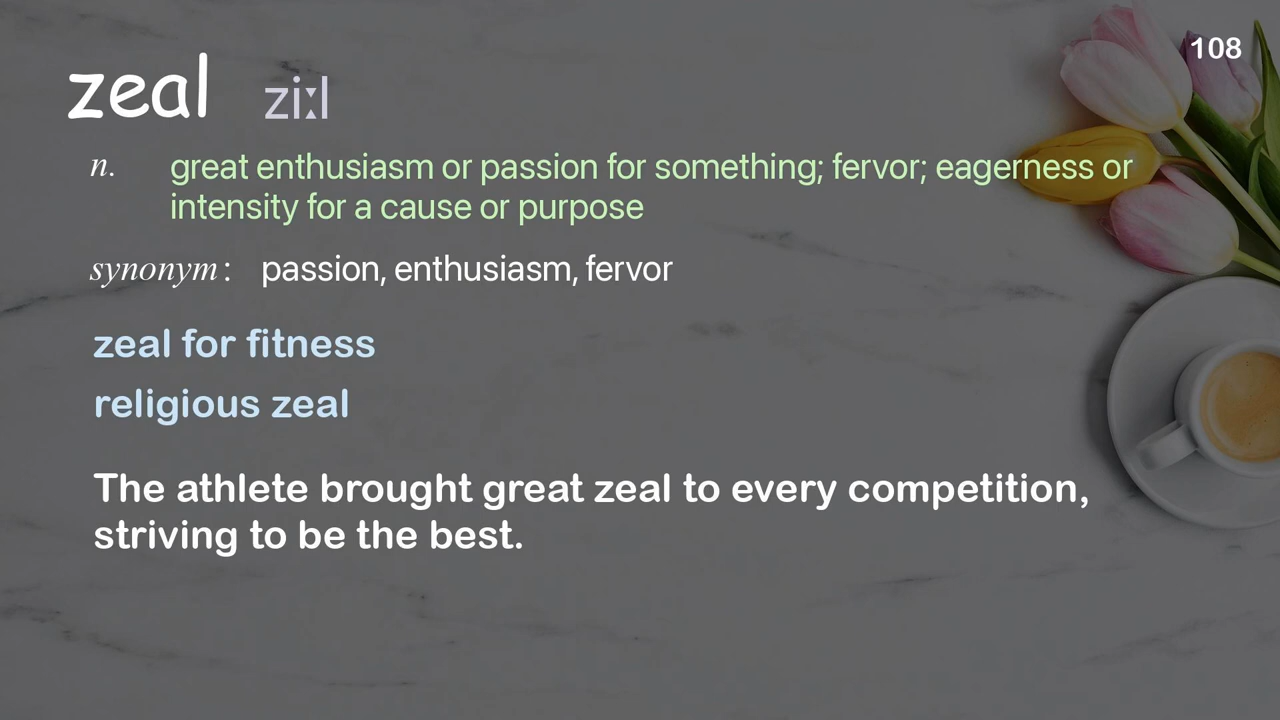 108
zeal ziːl
n. great enthusiasm or passion for something; fervor; eagerness or
intensity for a cause or purpose
synonym: passion, enthusiasm, fervor
zeal for fitness
religious zeal
The athlete brought great zeal to every competition,
striving to be the best.